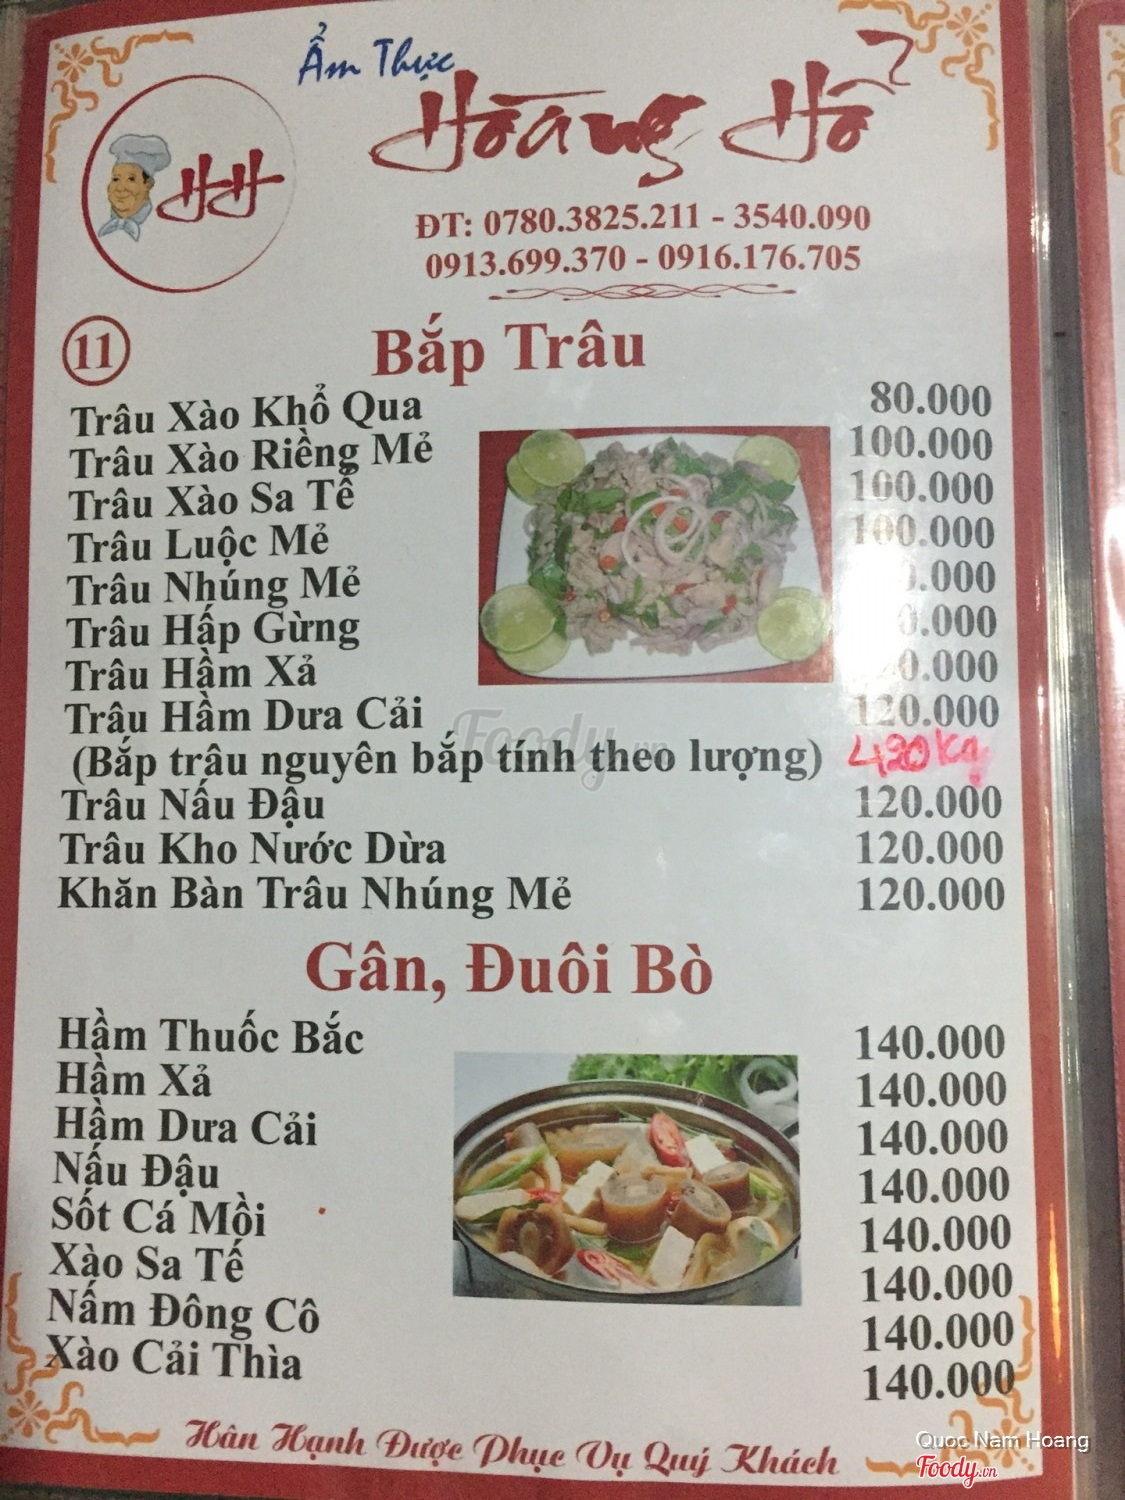 Ẩm Thực
Hoàng Hổ
HH
ĐT: 0780.3825.211 - 3540.090
0913.699.370 - 0916.176.705
11
Bắp Trâu
Trâu Xào Khổ Qua 80.000
Trâu Xào Riềng Mẻ 100.000
Trâu Xào Sa Tế 100.000
Trâu Luộc Mẻ 100.000
Trâu Nhúng Mẻ
Trâu Hấp Gừng
Trâu Hầm Xả
Trâu Hầm Dưa Cải 120.000
(Bắp trâu nguyên bắp tính theo lượng) 420 kg
Trâu Nấu Đậu 120.000
Trâu Kho Nước Dừa 120.000
Khăn Bàn Trâu Nhúng Mẻ 120.000
Foody.vn
Gân, Đuôi Bò
Hầm Thuốc Bắc 140.000
Hầm Xả 140.000
Hầm Dưa Cải 140.000
Nấu Đậu 140.000
Sốt Cá Mồi 140.000
Xào Sa Tế 140.000
Nấm Đông Cô 140.000
Xào Cải Thìa 140.000
Hân Hạnh Được Phục Vụ Quý Khách
Quoc Nam Hoang
Foody.vn